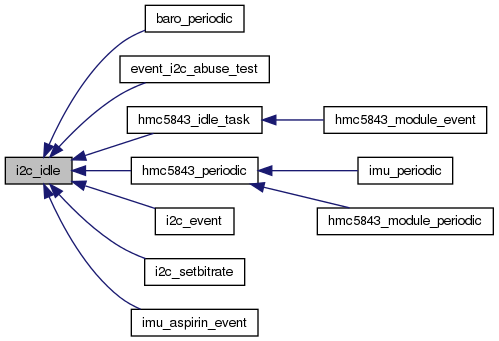 baro_periodic
event_i2c_abuse_test
hmc5843_idle_task
hmc5843_module_event
i2c_idle
hmc5843_periodic
imu_periodic
i2c_event
hmc5843_module_periodic
i2c_setbitrate
imu_aspirin_event